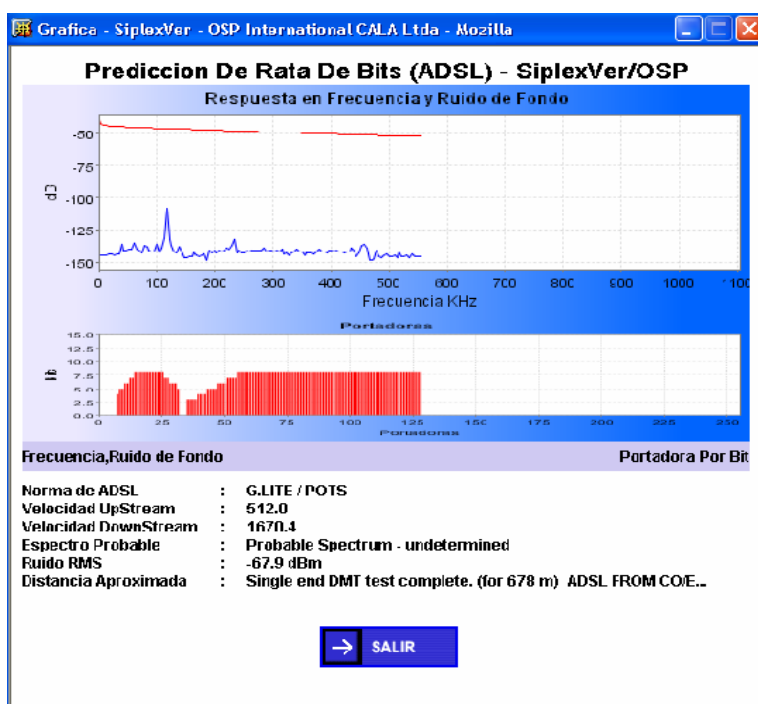 Grafica - SiplexVer - OSP International CALA Ltda - Mozilla
Prediccion De Rata De Bits (ADSL) - SiplexVer/OSP
Respuesta en Frecuencia y Ruido de Fondo
-50
-75
-100
-125
-150
dB
0 100 200 300 400 500 600 700 800 900 1000 1100
Frecuencia KHz
Portadores
15.0
12.5
10.0
7.5
5.0
2.5
0.0
0 25 50 75 100 125 150 175 200 225 250
Portadoras
Frecuencia,Ruido de Fondo Portadora Por Bit
Norma de ADSL : G.LITE / POTS
Velocidad UpStream : 512.0
Velocidad DownStream : 1670.4
Espectro Probable : Probable Spectrum - undetermined
Ruido RMS : -67.9 dBm
Distancia Aproximada : Single end DMT test complete. (for 678 m) ADSL FROM CO/E...
SALIR